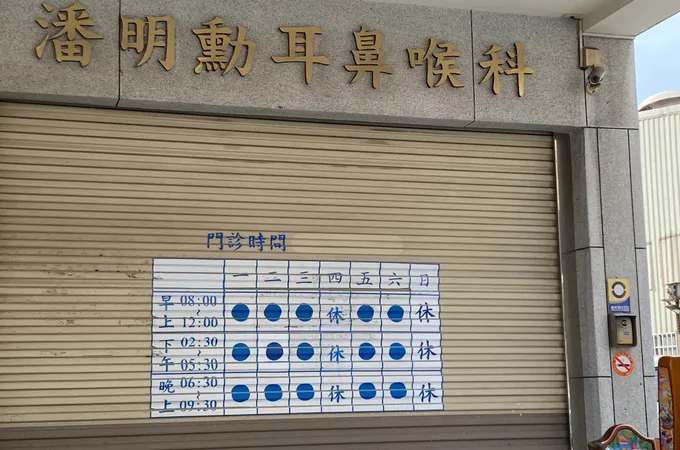 潘明勳耳鼻喉科
門診時間
一 二 三 四 五 六 日
早上 08:00~12:00 ● ● ● 休 ● ● 休
下午 02:30~05:30 ● ● ● 休 ● ● 休
晚上 06:30~09:30 ● ● ● 休 ● ● 休